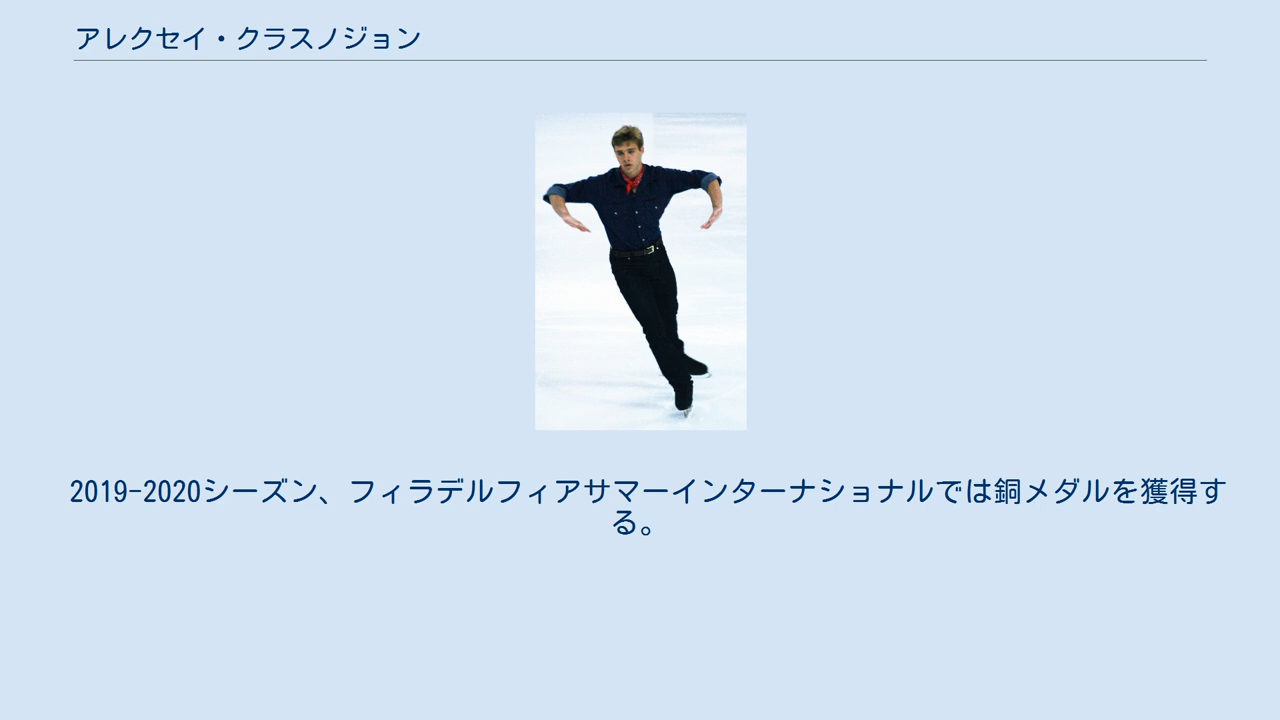 アレクセイ・クラスノジョン
2019-2020シーズン、フィラデルフィアサマーインターナショナルでは銅メダルを獲得す
る。